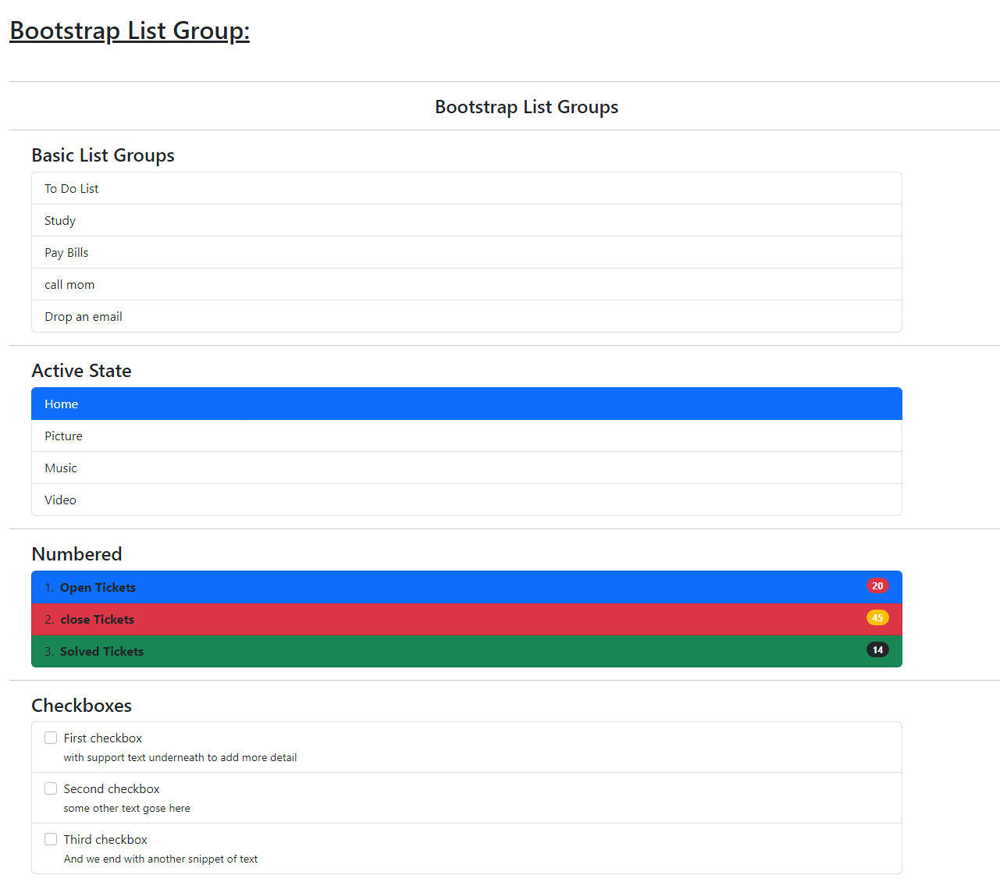 Bootstrap List Group:
Bootstrap List Groups
Basic List Groups
To Do List
Study
Pay Bills
call mom
Drop an email
Active State
Home
Picture
Music
Video
Numbered
1. Open Tickets 20
2. close Tickets 45
3. Solved Tickets 14
Checkboxes
First checkbox
with support text underneath to add more detail
Second checkbox
some other text gose here
Third checkbox
And we end with another snippet of text